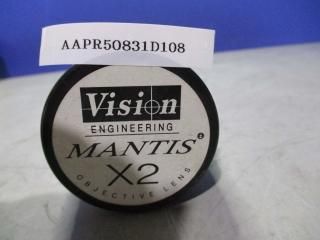 AAPR50831D108
Vision
ENGINEERING
MANTIS
X2
OBJECTIVE LENS